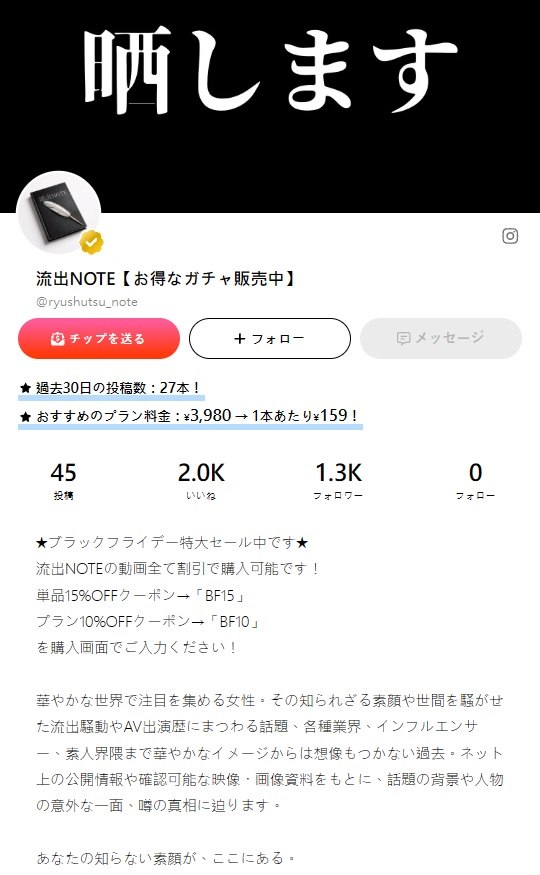 晒します
流出NOTE【お得なガチャ販売中】
@ryushutsu_note
チップを送る
+ フォロー
メッセージ
★ 過去30日の投稿数：27本！
★ おすすめのプラン料金：¥3,980 → 1本あたり¥159！
45 2.0K 1.3K 0
投稿 いいね フォロワー フォロー
★ブラックフライデー特大セール中です★
流出NOTEの動画全て割引で購入可能です！
単品15%OFFクーポン→「BF15」
プラン10%OFFクーポン→「BF10」
を購入画面でご入力ください！
華やかな世界で注目を集める女性。その知られざる素顔や世間を騒がせ
た流出騒動やAV出演歴にまつわる話題、各種業界、インフルエンサ
ー、素人界隈まで華やかなイメージからは想像もつかない過去。ネット
上の公開情報や確認可能な映像・画像資料をもとに、話題の背景や人物
の意外な一面、噂の真相に迫ります。
あなたの知らない素顔が、ここにある。